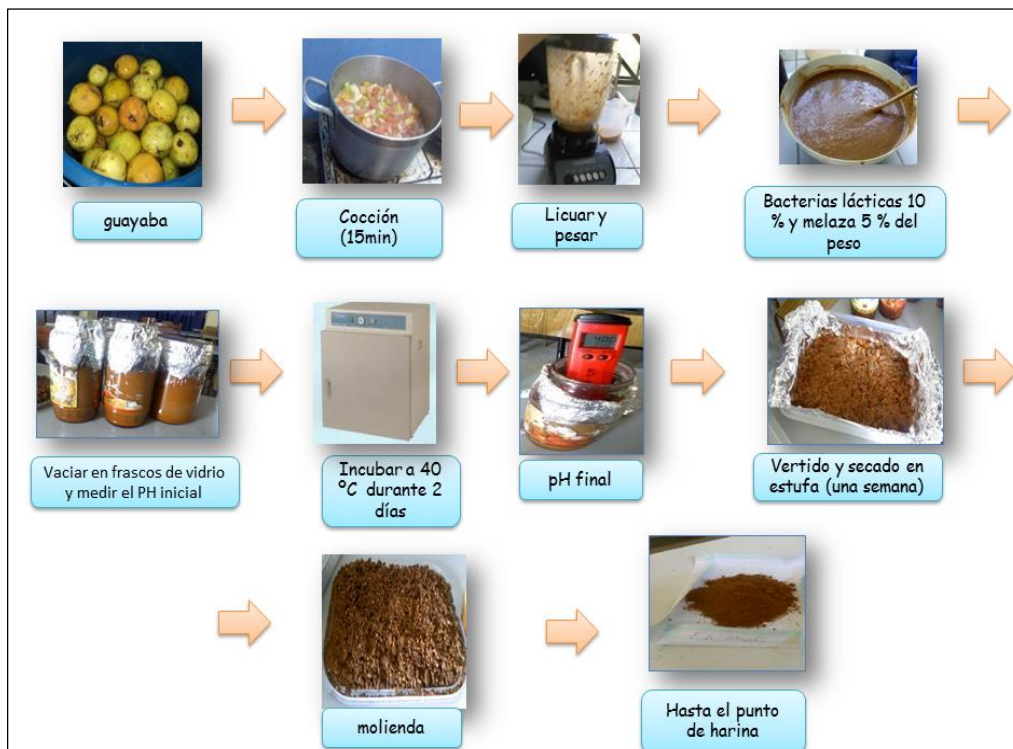 guayaba
Cocción
(15min)
Licuar y
pesar
Bacterias lácticas 10
% y melaza 5 % del
peso
Vaciar en frascos de vidrio
y medir el PH inicial
Incubar a 40
ºC durante 2
días
pH final
Vertido y secado en
estufa (una semana)
molienda
Hasta el punto
de harina